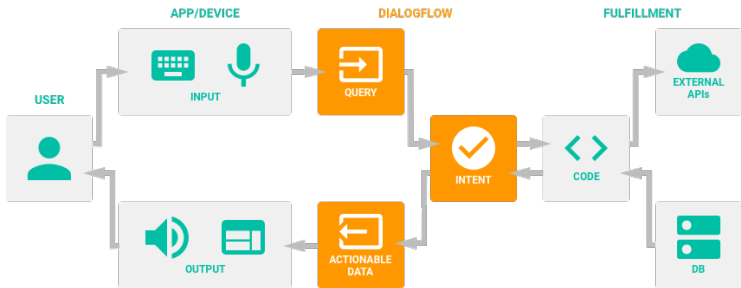 APP/DEVICE
DIALOGFLOW
FULFILLMENT
USER
INPUT
QUERY
EXTERNAL
APIs
INTENT
CODE
OUTPUT
ACTIONABLE
DATA
DB